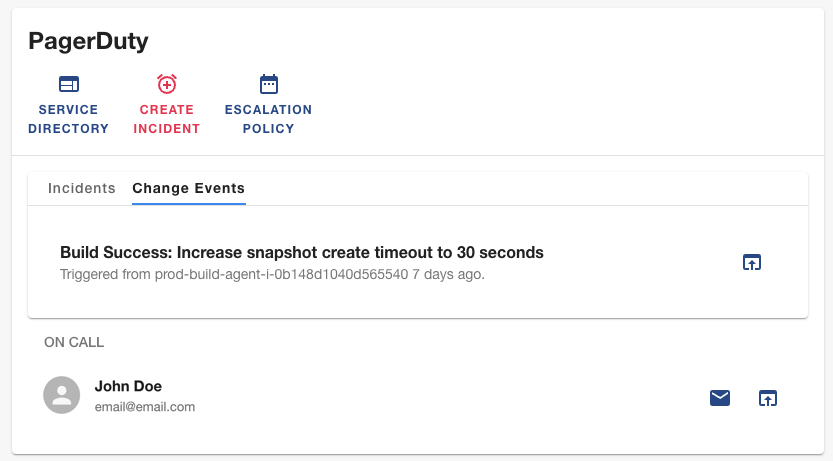 PagerDuty
SERVICE
DIRECTORY
CREATE
INCIDENT
ESCALATION
POLICY
Incidents
Change Events
Build Success: Increase snapshot create timeout to 30 seconds
Triggered from prod-build-agent-i-0b148d1040d565540 7 days ago.
ON CALL
John Doe
email@email.com